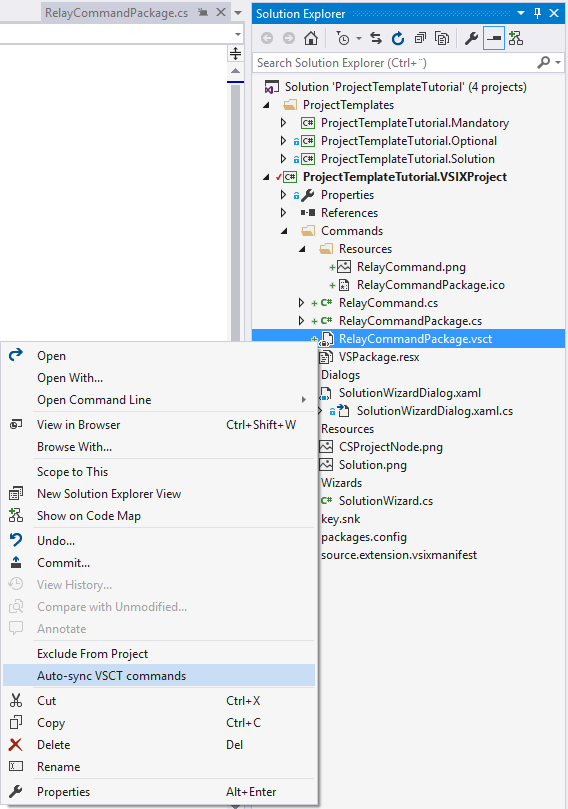 RelayCommandPackage.cs
Solution Explorer
Search Solution Explorer (Ctrl+¨)
Solution 'ProjectTemplateTutorial' (4 projects)
ProjectTemplates
ProjectTemplateTutorial.Mandatory
ProjectTemplateTutorial.Optional
ProjectTemplateTutorial.Solution
ProjectTemplateTutorial.VSIXProject
Properties
References
Commands
Resources
RelayCommand.png
RelayCommandPackage.ico
RelayCommand.cs
RelayCommandPackage.cs
RelayCommandPackage.vsct
VSPackage.resx
Dialogs
SolutionWizardDialog.xaml
SolutionWizardDialog.xaml.cs
Resources
CSProjectNode.png
Solution.png
Wizards
SolutionWizard.cs
key.snk
packages.config
source.extension.vsixmanifest
Open
Open With...
Open Command Line
View in Browser Ctrl+Shift+W
Browse With...
Scope to This
New Solution Explorer View
Show on Code Map
Undo...
Commit...
View History...
Compare with Unmodified...
Annotate
Exclude From Project
Auto-sync VSCT commands
Cut Ctrl+X
Copy Ctrl+C
Delete Del
Rename
Properties Alt+Enter